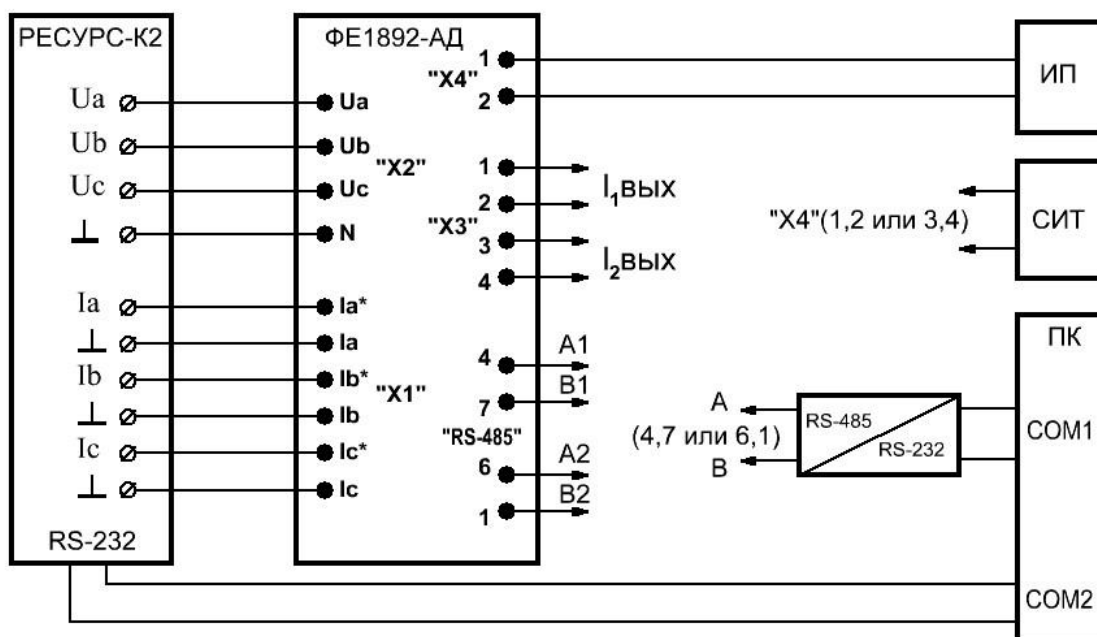 РЕСУРС-К2
Ua
Ub
Uc
Ia
Ib
Ic
RS-232
ФЕ1892-АД
Ua
Ub
"X2"
Uc
N
Ia*
Ia
Ib*
"X1"
Ib
Ic*
Ic
1
"X4"
2
1
2
"X3"
3
4
I₁вых
I₂вых
4
7
"RS-485"
6
1
A1
B1
A2
B2
ИП
"X4"(1,2 или 3,4)
СИТ
A
(4,7 или 6,1)
B
RS-485
RS-232
ПК
COM1
COM2